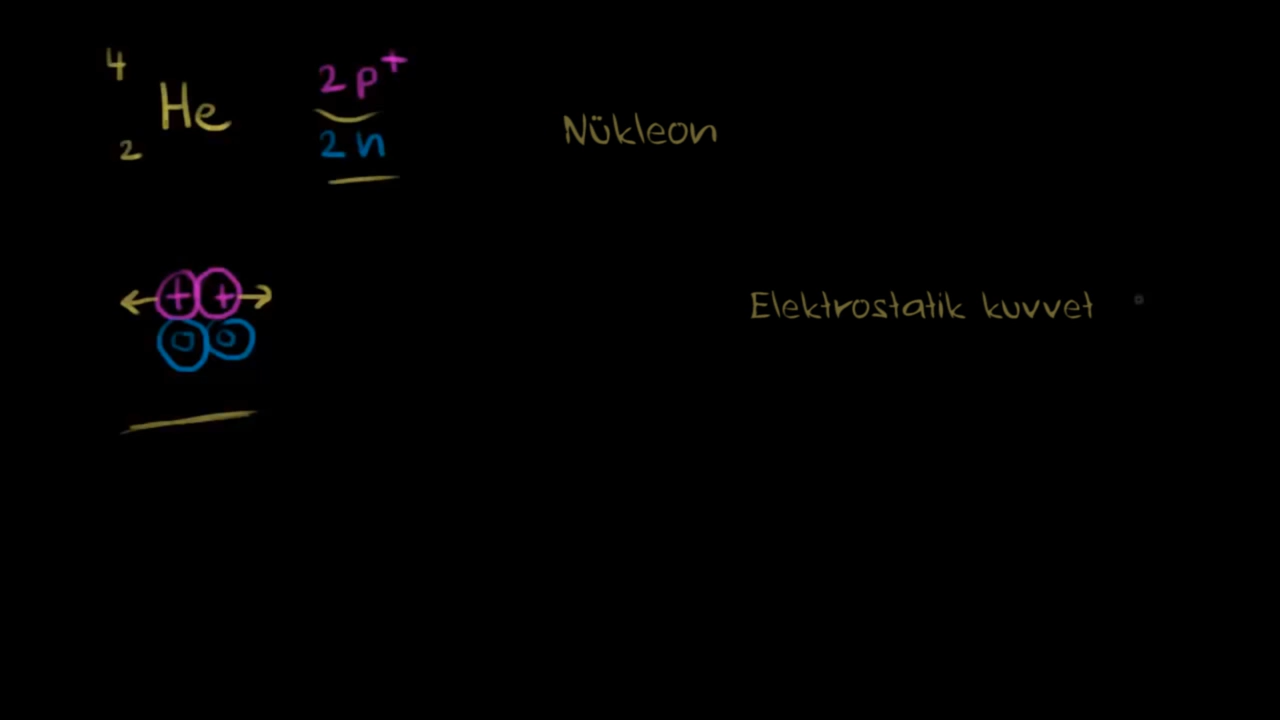 4
2 He
2p+
2n
Nükleon
+ +
Elektrostatik kuvvet